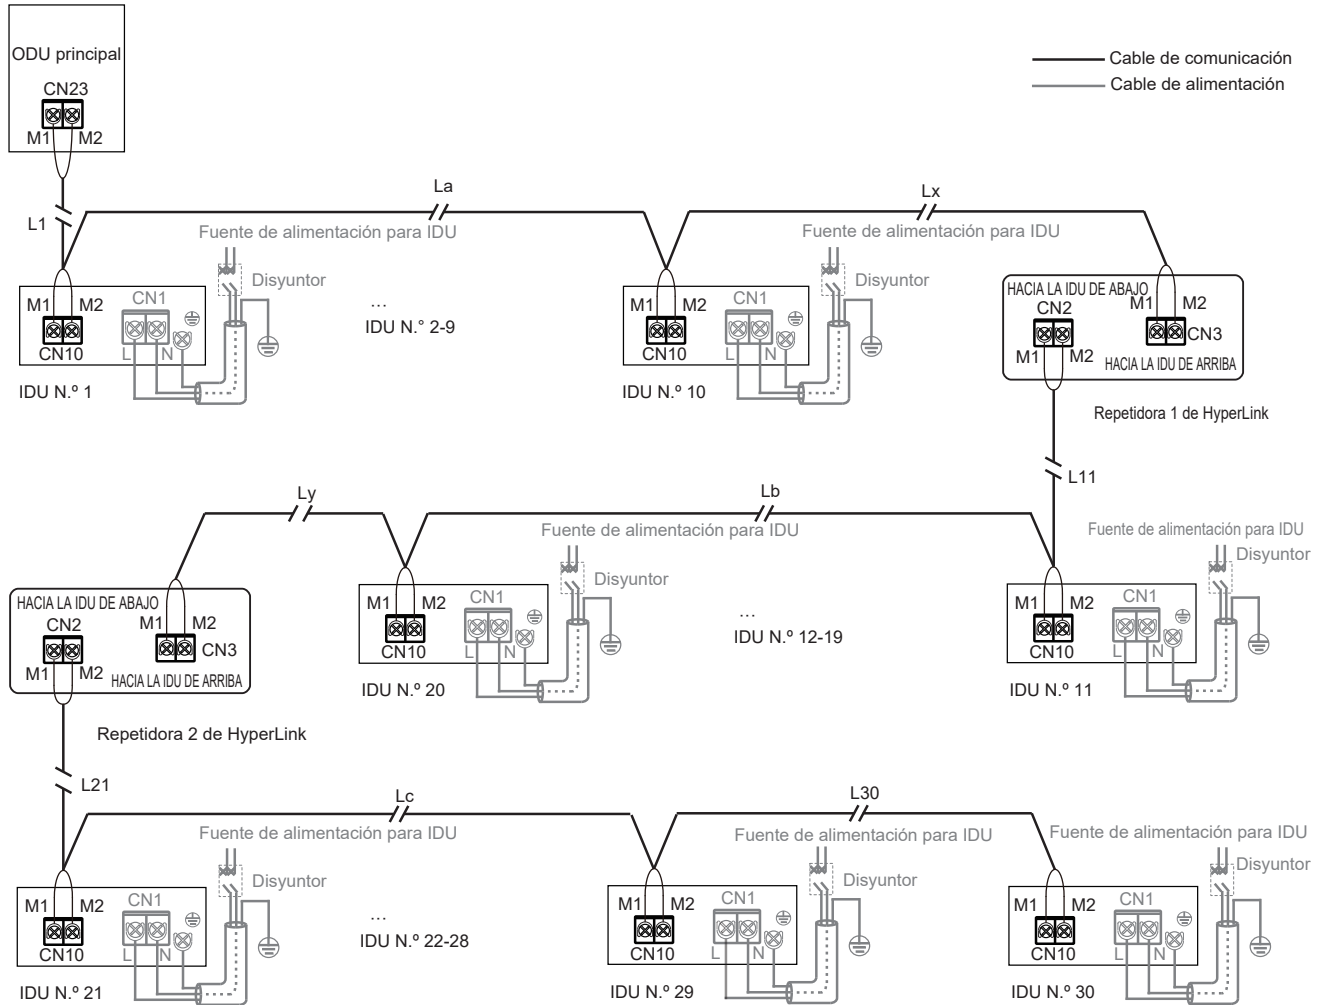 ODU principal
CN23
M1 M2
Cable de comunicación
Cable de alimentación
L1
La
Lx
Fuente de alimentación para IDU
Disyuntor
M1 M2
CN1
CN10
L N
IDU N.º 1
...
IDU N.° 2-9
Fuente de alimentación para IDU
Disyuntor
M1 M2
CN1
CN10
L N
IDU N.º 10
HACIA LA IDU DE ABAJO
CN2
M1 M2
M1 M2
CN3
HACIA LA IDU DE ARRIBA
Repetidora 1 de HyperLink
L11
Ly
Lb
HACIA LA IDU DE ABAJO
CN2
M1 M2
M1 M2
CN3
HACIA LA IDU DE ARRIBA
Repetidora 2 de HyperLink
Fuente de alimentación para IDU
Disyuntor
M1 M2
CN1
CN10
L N
IDU N.º 20
...
IDU N.º 12-19
Fuente de alimentación para IDU
Disyuntor
M1 M2
CN1
CN10
L N
IDU N.º 11
L21
Lc
L30
Fuente de alimentación para IDU
Disyuntor
M1 M2
CN1
CN10
L N
IDU N.º 21
...
IDU N.º 22-28
Fuente de alimentación para IDU
Disyuntor
M1 M2
CN1
CN10
L N
IDU N.º 29
Fuente de alimentación para IDU
Disyuntor
M1 M2
CN1
CN10
L N
IDU N.º 30